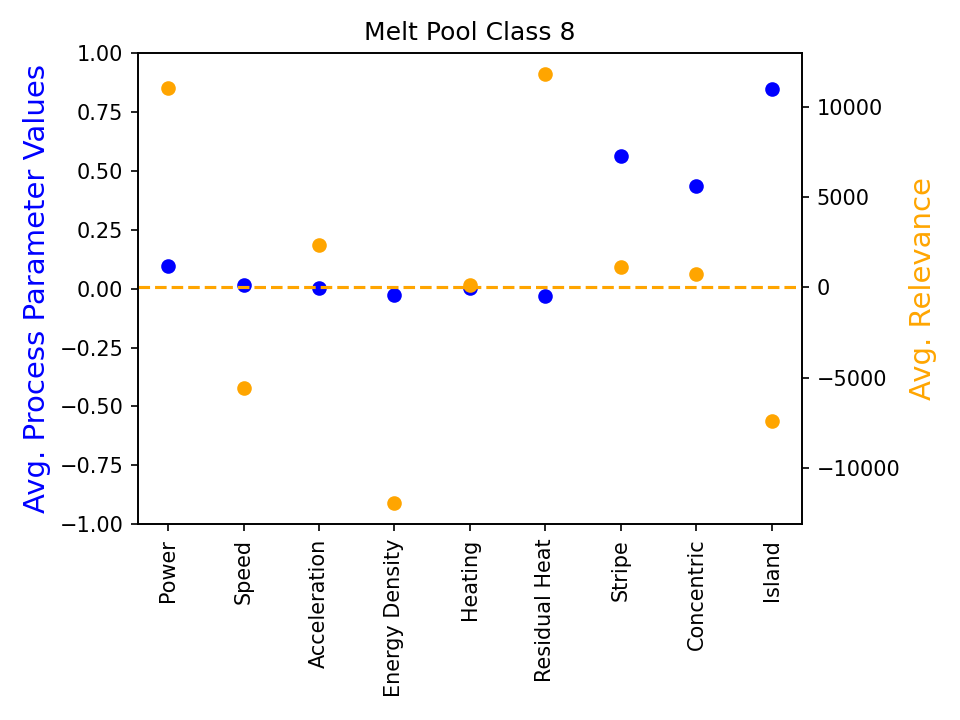 Melt Pool Class 8
Avg. Process Parameter Values
1.00
0.75
0.50
0.25
0.00
−0.25
−0.50
−0.75
−1.00
10000
5000
0
−5000
−10000
Avg. Relevance
Power
Speed
Acceleration
Energy Density
Heating
Residual Heat
Stripe
Concentric
Island